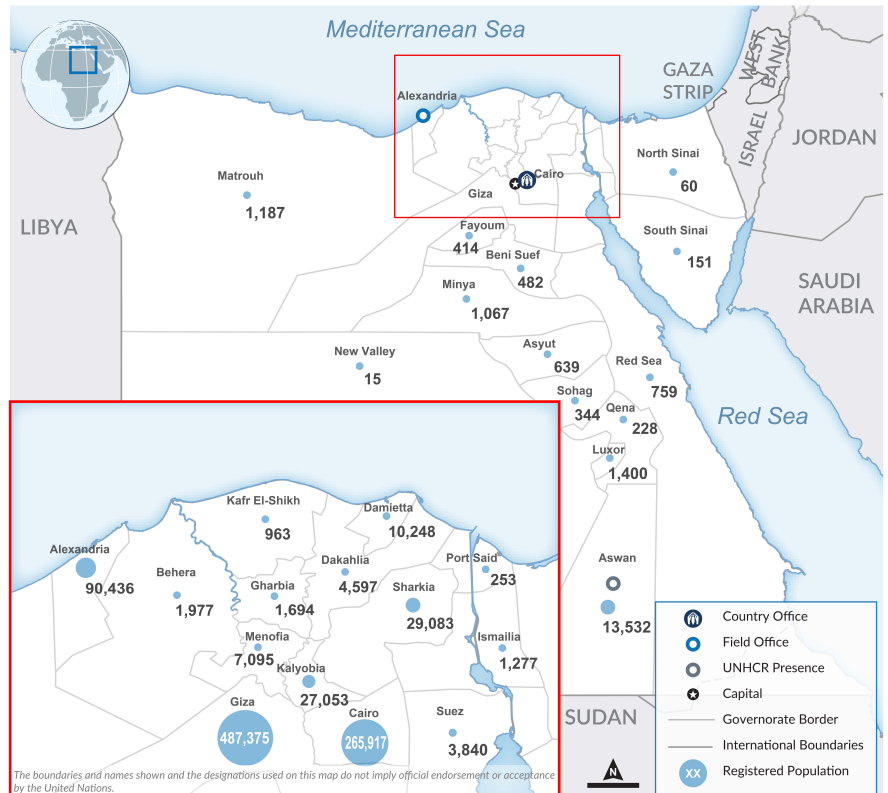 Mediterranean Sea
GAZA
STRIP
WEST
BANK
ISRAEL
JORDAN
Alexandria
Cairo
Giza
North Sinai
60
Matrouh
1,187
LIBYA
Fayoum
414
South Sinai
151
Beni Suef
482
SAUDI
ARABIA
Minya
1,067
Asyut
639
New Valley
15
Red Sea
759
Sohag
344
Qena
228
Red Sea
Luxor
1,400
Kafr El-Shikh
963
Damietta
10,248
Alexandria
90,436
Behera
1,977
Gharbia
1,694
Dakahlia
4,597
Port Said
253
Sharkia
29,083
Aswan
13,532
Menofia
7,095
Ismailia
1,277
Kalyobia
27,053
Giza
487,375
Cairo
265,917
Suez
3,840
SUDAN
N
Country Office
Field Office
UNHCR Presence
Capital
Governorate Border
International Boundaries
XX Registered Population
The boundaries and names shown and the designations used on this map do not imply official endorsement or acceptance
by the United Nations.